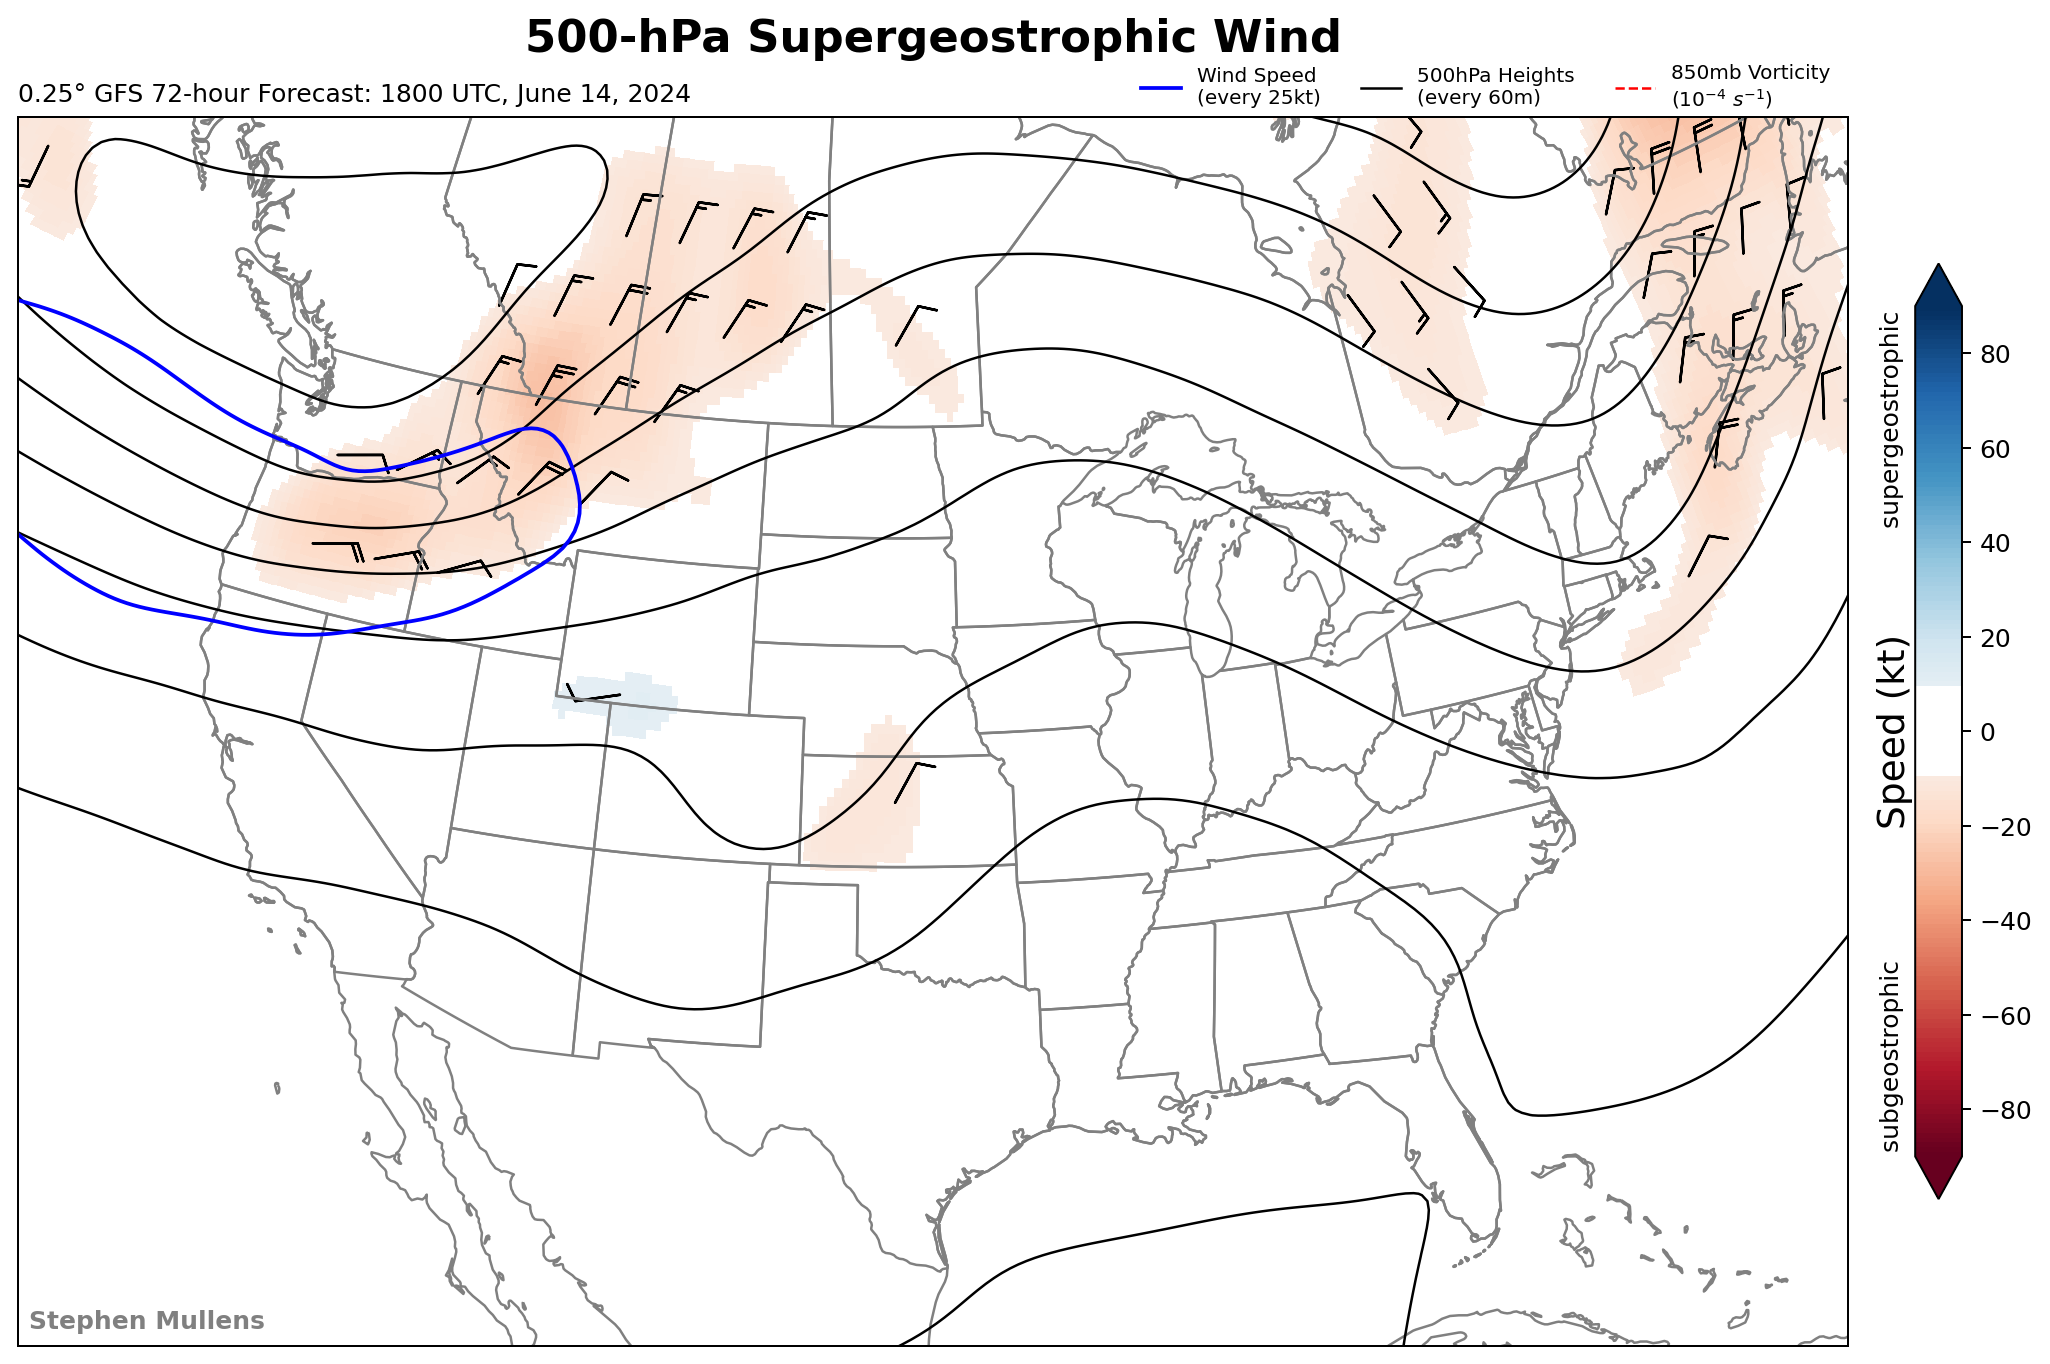 500-hPa Supergeostrophic Wind
0.25° GFS 72-hour Forecast: 1800 UTC, June 14, 2024
Wind Speed
(every 25kt)
500hPa Heights
(every 60m)
850mb Vorticity
(10⁻⁴ s⁻¹)
supergeostrophic
Speed (kt)
subgeostrophic
80
60
40
20
0
−20
−40
−60
−80
Stephen Mullens